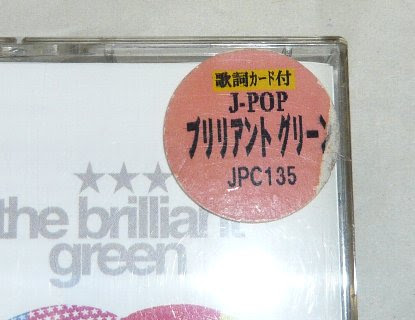 歌詞カード付
J-POP
ブリリアント グリーン
JPC135
★★★
the brilliant
green